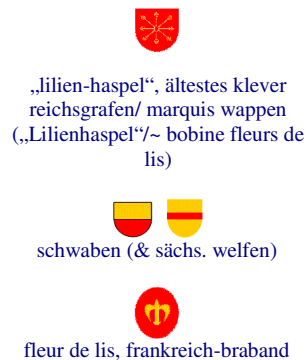 „lilien-haspel“, ältestes klever
reichsgrafen/ marquis wappen
(„Lilienhaspel“/~ bobine fleurs de
lis)
schwaben (& sächs. welfen)
fleur de lis, frankreich-braband